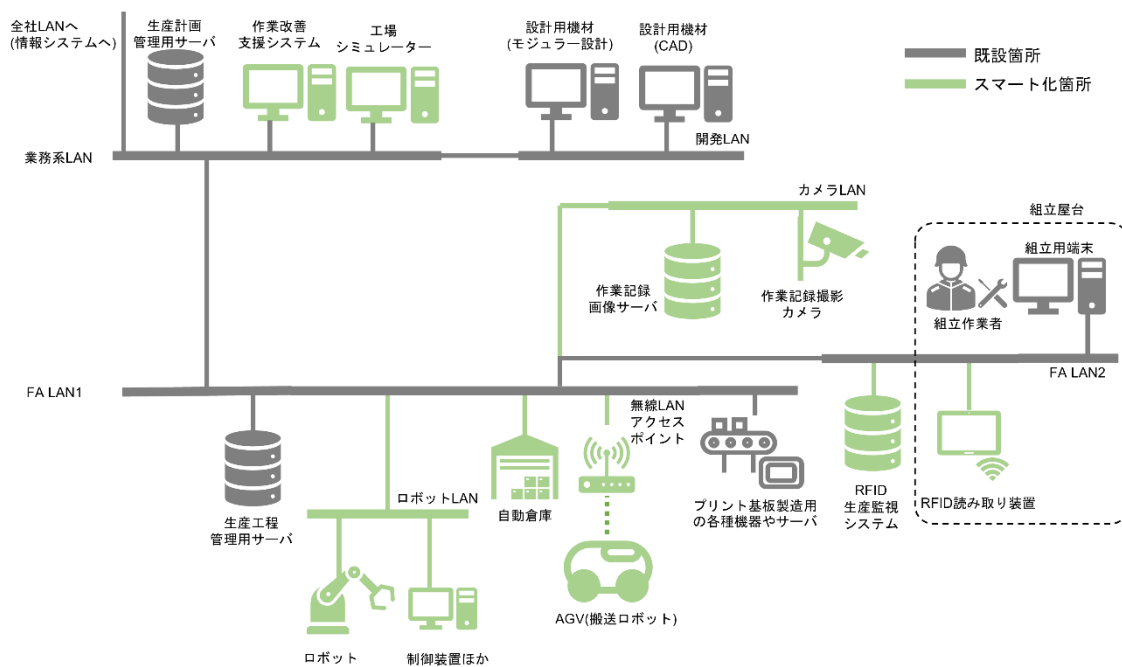 全社LANへ
(情報システムへ)
生産計画
管理用サーバ
作業改善
支援システム
工場
シミュレーター
設計用機材
(モジュラー設計)
設計用機材
(CAD)
既設箇所
スマート化箇所
開発LAN
業務系LAN
カメラLAN
組立屋台
組立用端末
作業記録
画像サーバ
作業記録撮影
カメラ
組立作業者
FA LAN2
FA LAN1
無線LAN
アクセス
ポイント
ロボットLAN
自動倉庫
プリント基板製造用
の各種機器やサーバ
RFID
生産監視
システム
RFID読み取り装置
生産工程
管理用サーバ
AGV(搬送ロボット)
ロボット
制御装置ほか